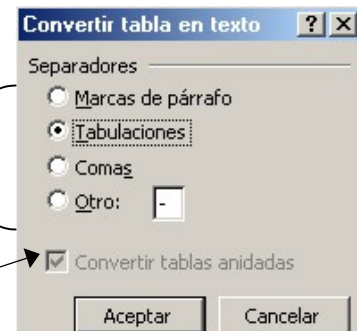 Convertir tabla en texto
Separadores
Marcas de párrafo
Tabulaciones
Comas
Otro: -
Convertir tablas anidadas
Aceptar Cancelar